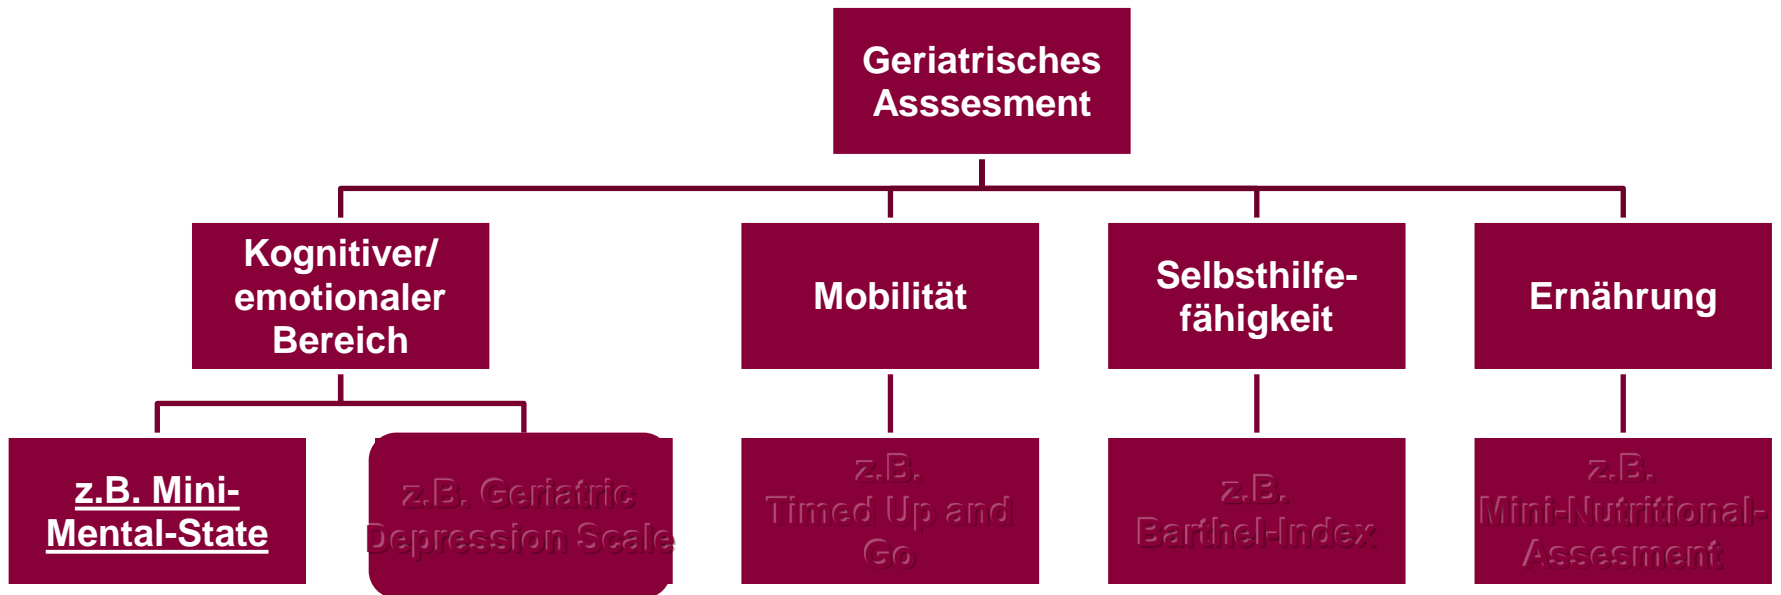 Geriatrisches
Asssesment
Kognitiver/
emotionaler
Bereich
Mobilität
Selbsthilfe-
fähigkeit
Ernährung
z.B. Mini-
Mental-State
z.B. Geriatric
Depression Scale
z.B.
Timed Up and
Go
z.B.
Barthel-Index
z.B.
Mini-Nutritional-
Assesment